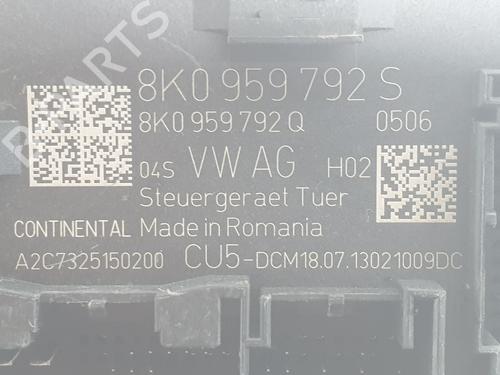 8K0 959 792 S
8K0 959 792 Q 0506
04S VW AG H02
Steuergeraet Tuer
CONTINENTAL Made in Romania
A2C7325150200 CU5-DCM18.07.13021009DC
PARTS